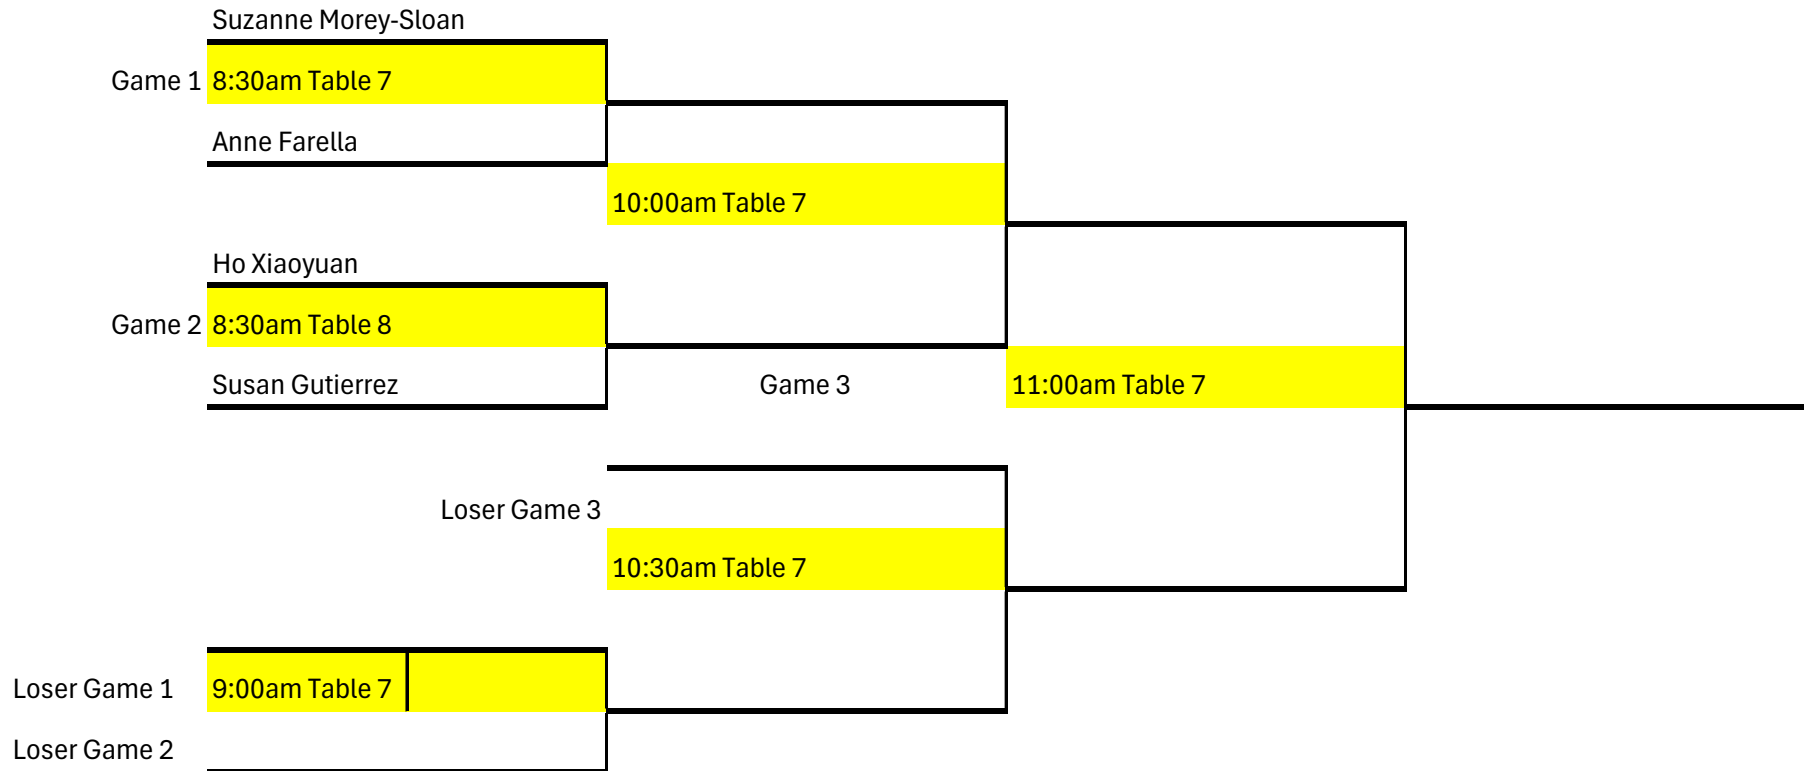 Suzanne Morey-Sloan
Game 1 8:30am Table 7
Anne Farella
10:00am Table 7
Ho Xiaoyuan
Game 2 8:30am Table 8
Susan Gutierrez
Game 3
11:00am Table 7
Loser Game 3
10:30am Table 7
Loser Game 1
9:00am Table 7
Loser Game 2